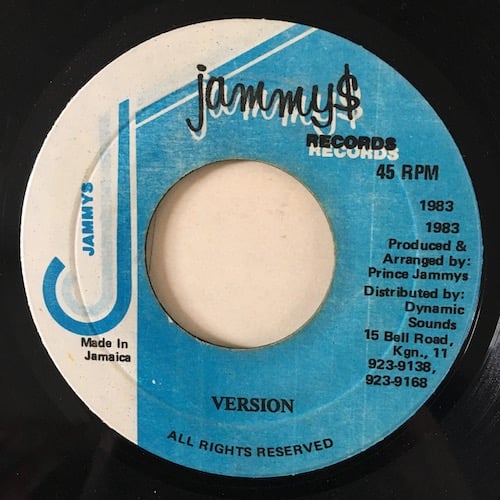 jammy$
RECORDS
45 RPM
JAMMYS
1983
1983
Produced &
Arranged by:
Prince Jammys
Distributed by:
Dynamic
Sounds
15 Bell Road,
Kgn., 11
923-9138,
923-9168
Made In
Jamaica
VERSION
ALL RIGHTS RESERVED